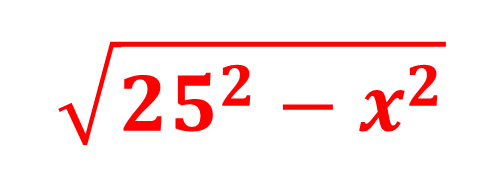 √(25² − x²)